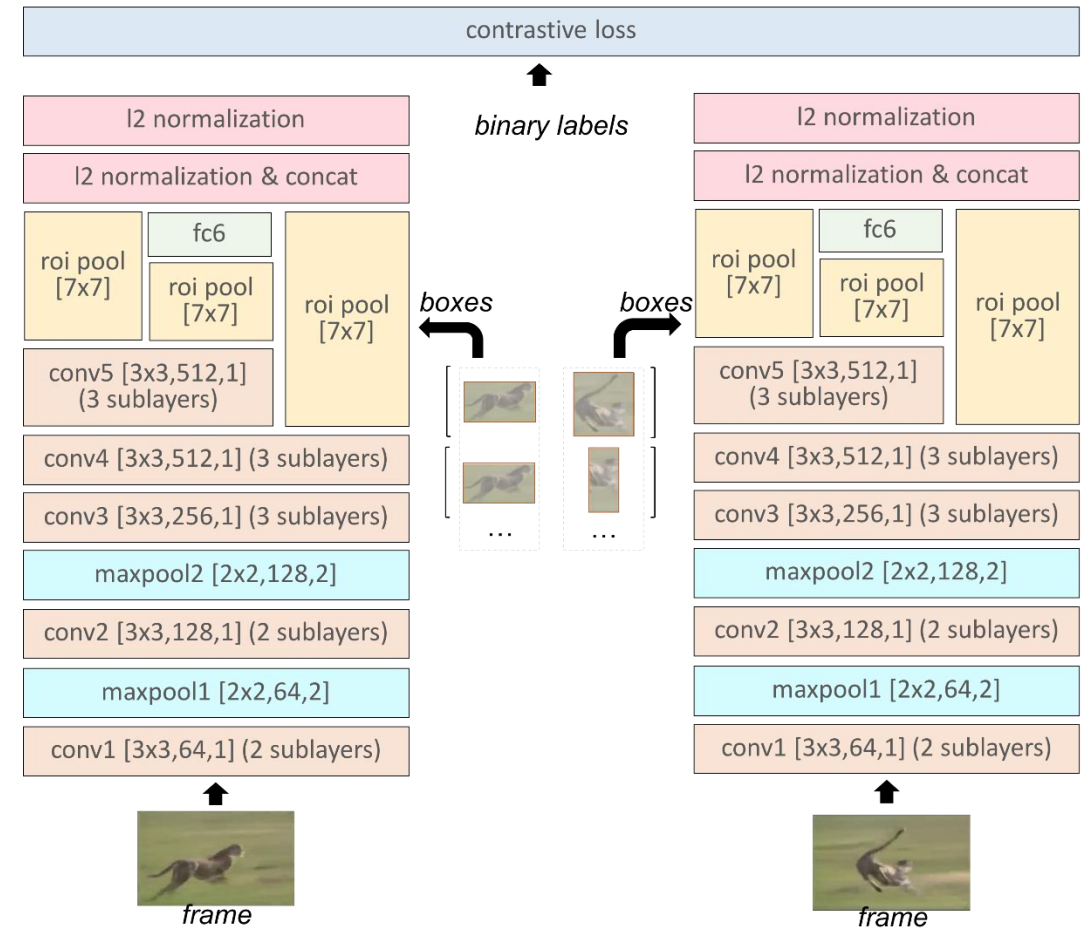 contrastive loss
binary labels
l2 normalization
l2 normalization & concat
roi pool
[7x7]
fc6
roi pool
[7x7]
roi pool
[7x7]
conv5 [3x3,512,1]
(3 sublayers)
conv4 [3x3,512,1] (3 sublayers)
conv3 [3x3,256,1] (3 sublayers)
maxpool2 [2x2,128,2]
conv2 [3x3,128,1] (2 sublayers)
maxpool1 [2x2,64,2]
conv1 [3x3,64,1] (2 sublayers)
frame
boxes
boxes
...
...
l2 normalization
l2 normalization & concat
roi pool
[7x7]
fc6
roi pool
[7x7]
roi pool
[7x7]
conv5 [3x3,512,1]
(3 sublayers)
conv4 [3x3,512,1] (3 sublayers)
conv3 [3x3,256,1] (3 sublayers)
maxpool2 [2x2,128,2]
conv2 [3x3,128,1] (2 sublayers)
maxpool1 [2x2,64,2]
conv1 [3x3,64,1] (2 sublayers)
frame